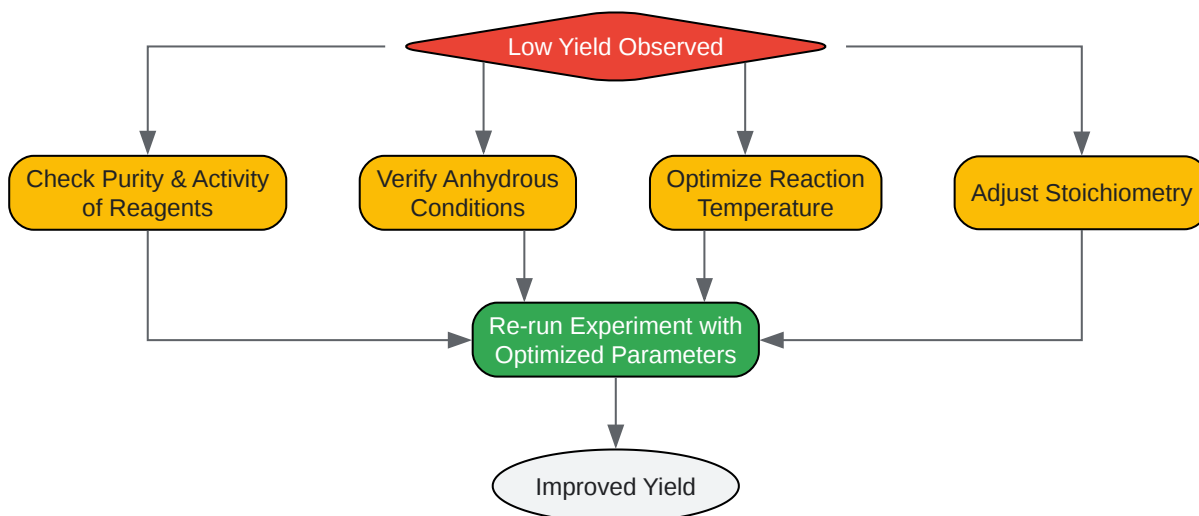 Low Yield Observed
Check Purity & Activity
of Reagents
Verify Anhydrous
Conditions
Optimize Reaction
Temperature
Adjust Stoichiometry
Re-run Experiment with
Optimized Parameters
Improved Yield